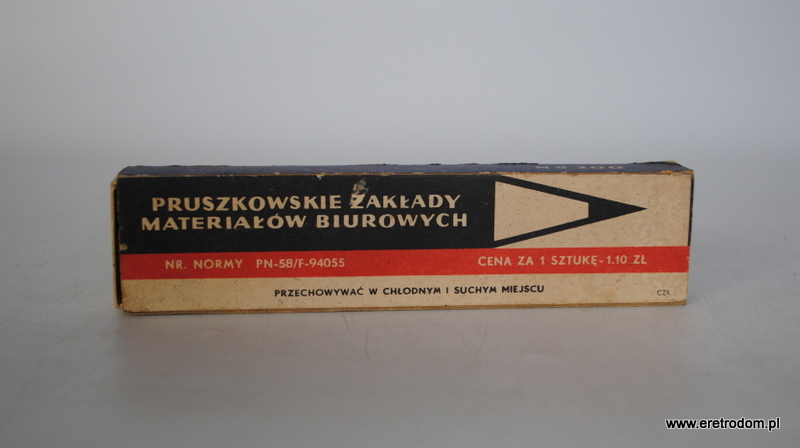 PRUSZKOWSKIE ZAKŁADY
MATERIAŁÓW BIUROWYCH
NR. NORMY PN-58/F-94055 CENA ZA 1 SZTUKĘ-1.10 ZŁ
PRZECHOWYWAĆ W CHŁODNYM I SUCHYM MIEJSCU
CZK
www.eretrodom.pl